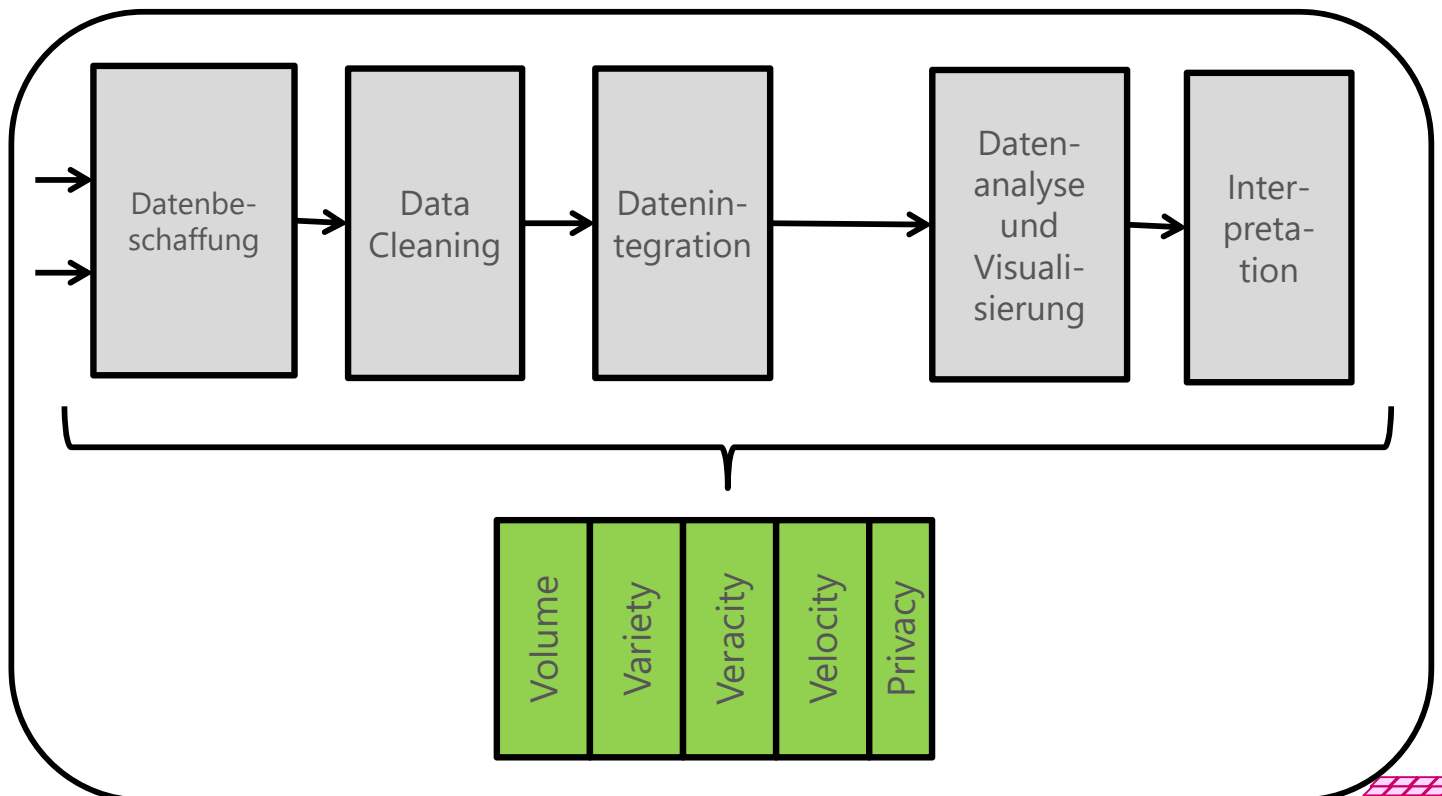 Datenbe-
schaffung
Data
Cleaning
Datenin-
tegration
Daten-
analyse
und
Visuali-
sierung
Inter-
preta-
tion
Volume
Variety
Veracity
Velocity
Privacy